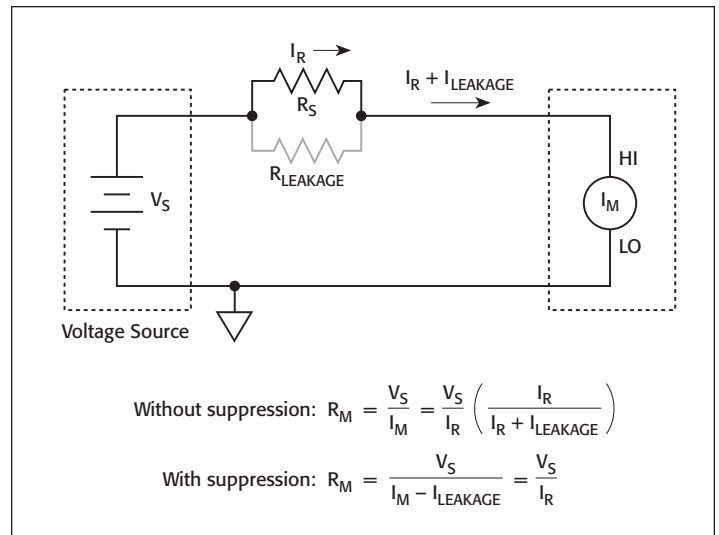 I_R
R_S
R_LEAKAGE
I_R + I_LEAKAGE
V_S
HI
I_M
LO
Voltage Source
Without suppression: R_M = V_S / I_M = V_S / I_R ( I_R / I_R + I_LEAKAGE )
With suppression: R_M = V_S / I_M – I_LEAKAGE = V_S / I_R